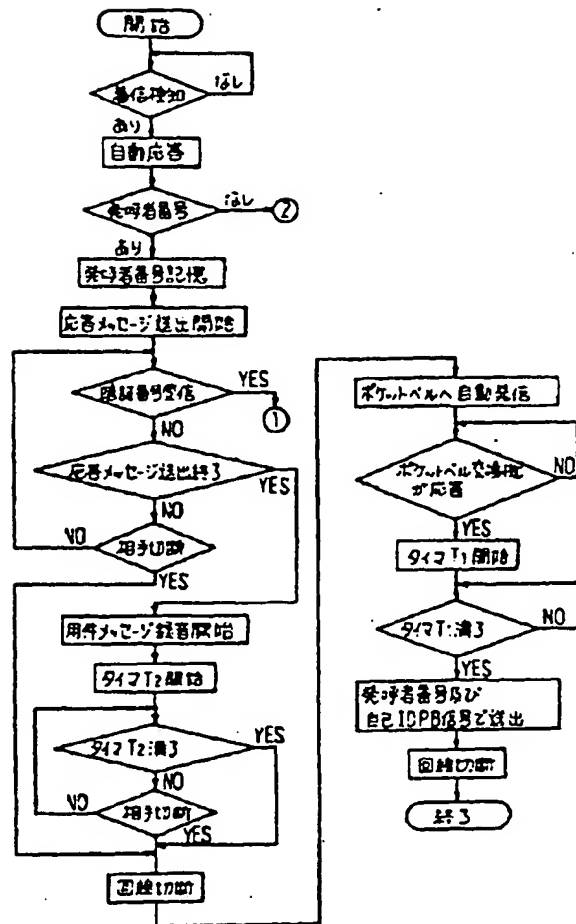 開始
着信検知
なし
あり
自動応答
発呼者番号
なし
②
あり
発呼者番号記憶
応答メッセージ送出開始
暗証番号受信
YES
①
NO
応答メッセージ送出終了
YES
NO
相手切断
NO
YES
用件メッセージ録音開始
タイマT2開始
タイマT2満了
YES
NO
相手切断
NO
YES
回線切断
ポケットベルへ自動発信
ポケットベル交換機
が応答
NO
YES
タイマT1開始
タイマT1満了
NO
YES
発呼者番号及び
自己IDPB信号で送出
回線切断
終了